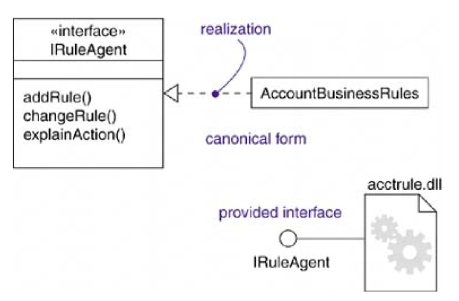 «interface»
IRuleAgent
addRule()
changeRule()
explainAction()
realization
AccountBusinessRules
canonical form
acctrule.dll
provided interface
IRuleAgent